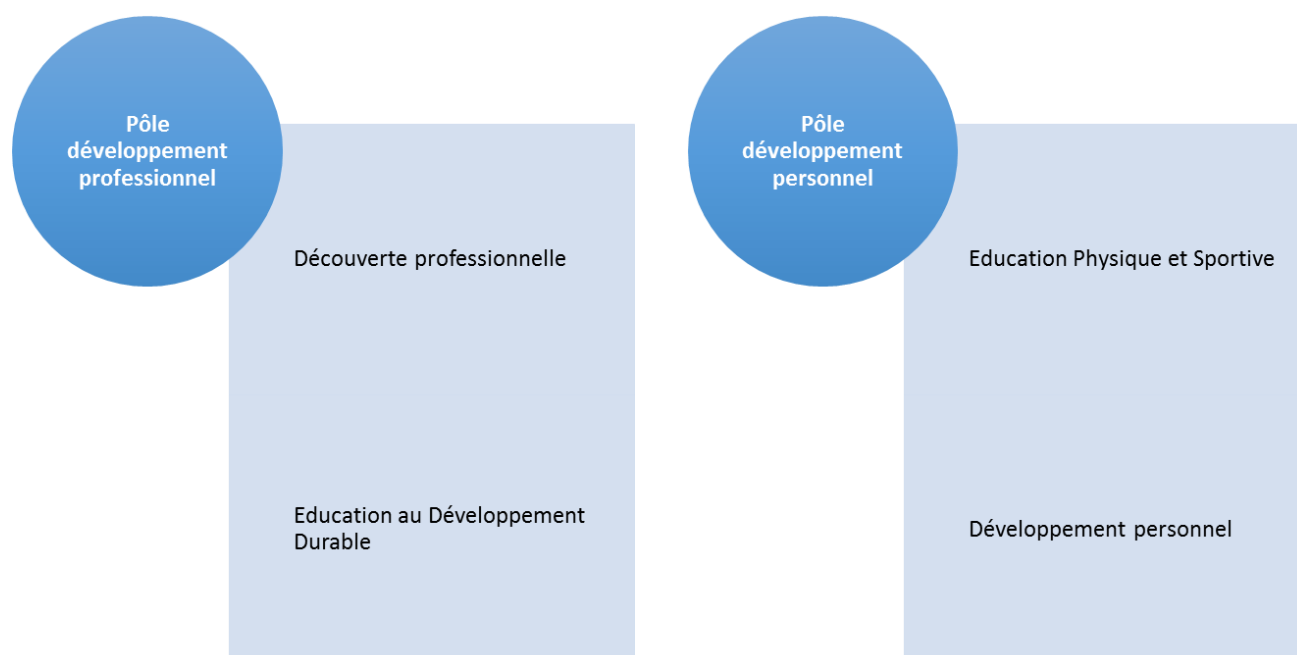 Pôle
développement
professionnel
Découverte professionnelle
Education au Développement
Durable
Pôle
développement
personnel
Education Physique et Sportive
Développement personnel